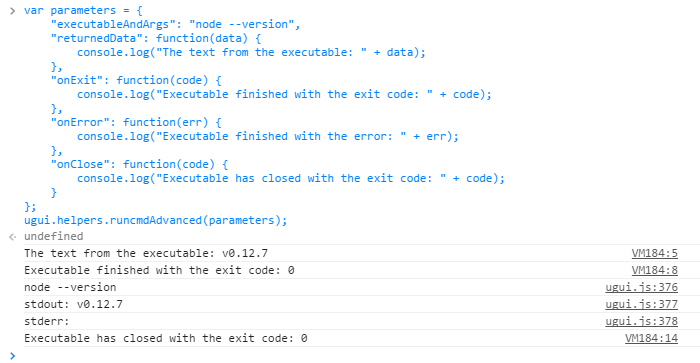 var parameters = {
    "executableAndArgs": "node --version",
    "returnedData": function(data) {
        console.log("The text from the executable: " + data);
    },
    "onExit": function(code) {
        console.log("Executable finished with the exit code: " + code);
    },
    "onError": function(err) {
        console.log("Executable finished with the error: " + err);
    },
    "onClose": function(code) {
        console.log("Executable has closed with the exit code: " + code);
    }
};
ugui.helpers.runcmdAdvanced(parameters);
undefined
The text from the executable: v0.12.7 VM184:5
Executable finished with the exit code: 0 VM184:8
node --version ugui.js:376
stdout: v0.12.7 ugui.js:377
stderr: ugui.js:378
Executable has closed with the exit code: 0 VM184:14